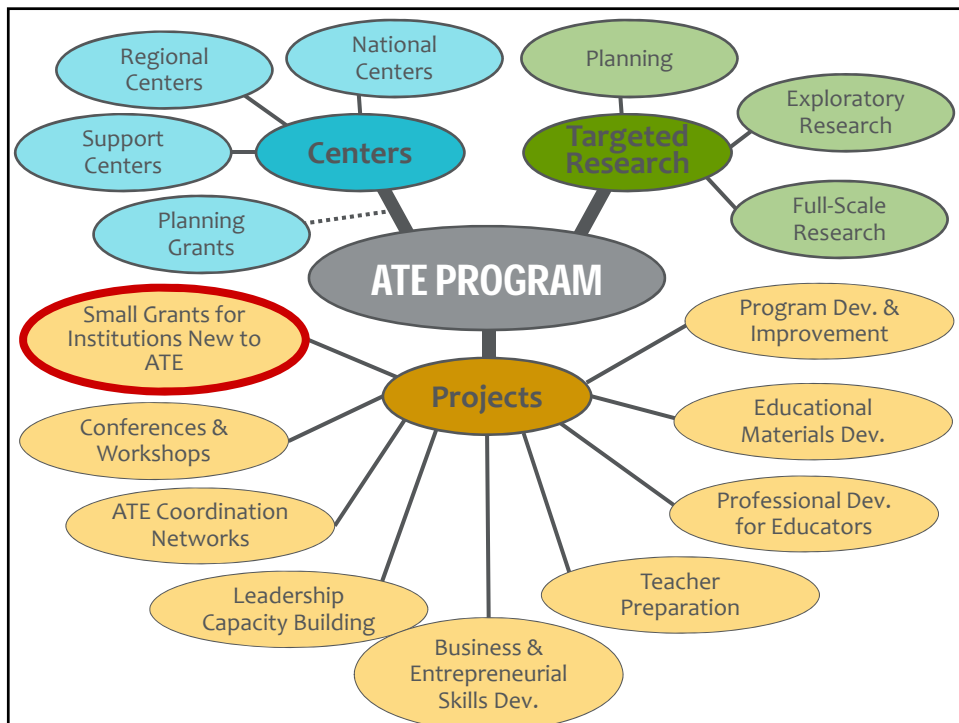 National
Centers
Regional
Centers
Planning
Exploratory
Research
Support
Centers
Centers
Targeted
Research
Planning
Grants
Full-Scale
Research
ATE PROGRAM
Small Grants for
Institutions New to
ATE
Program Dev. &
Improvement
Projects
Conferences &
Workshops
Educational
Materials Dev.
ATE Coordination
Networks
Professional Dev.
for Educators
Leadership
Capacity Building
Teacher
Preparation
Business &
Entrepreneurial
Skills Dev.